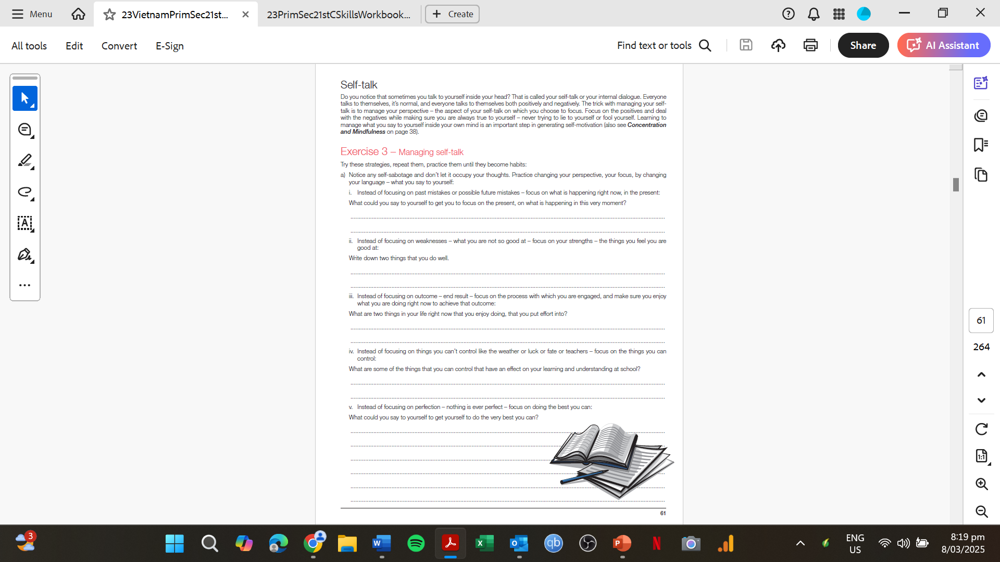 Menu
23VietnamPrimSec21st...
23PrimSec21stCSkillsWorkbook...
Create
All tools
Edit
Convert
E-Sign
Find text or tools
Share
AI Assistant
Self-talk
Do you notice that sometimes you talk to yourself inside your head? That is called your self-talk or your internal dialogue. Everyone
talks to themselves, it's normal, and everyone talks to themselves both positively and negatively. The trick with managing your self-
talk is to manage your perspective – the aspect of your self-talk on which you choose to focus. Focus on the positives and deal
with the negatives while making sure you are always true to yourself – never trying to lie to yourself or fool yourself. Learning to
manage what you say to yourself inside your own mind is an important step in generating self-motivation (also see Concentration
and Mindfulness on page 38).
Exercise 3 – Managing self-talk
Try these strategies, repeat them, practice them until they become habits:
a) Notice any self-sabotage and don't let it occupy your thoughts. Practice changing your perspective, your focus, by changing
your language – what you say to yourself:
i. Instead of focusing on past mistakes or possible future mistakes – focus on what is happening right now, in the present:
What could you say to yourself to get you to focus on the present, on what is happening in this very moment?
ii. Instead of focusing on weaknesses – what you are not so good at – focus on your strengths – the things you feel you are
good at:
Write down two things that you do well.
iii. Instead of focusing on outcome – end result – focus on the process with which you are engaged, and make sure you enjoy
what you are doing right now to achieve that outcome:
What are two things in your life right now that you enjoy doing, that you put effort into?
iv. Instead of focusing on things you can't control like the weather or luck or fate or teachers – focus on the things you can
control:
What are some of the things that you can control that have an effect on your learning and understanding at school?
v. Instead of focusing on perfection – nothing is ever perfect – focus on doing the best you can:
What could you say to yourself to get yourself to do the very best you can?
61
61
264
1:1
3
ENG
US
8:19 pm
8/03/2025